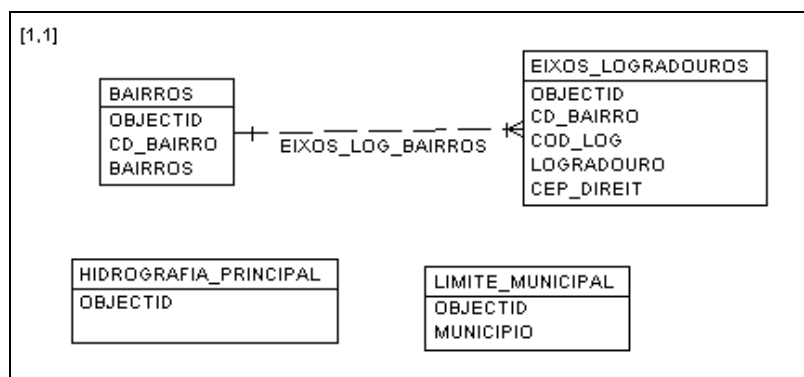 [1,1]
BAIRROS
OBJECTID
CD_BAIRRO
BAIRROS
EIXOS_LOG_BAIRROS
EIXOS_LOGRADOUROS
OBJECTID
CD_BAIRRO
COD_LOG
LOGRADOURO
CEP_DIREIT
HIDROGRAFIA_PRINCIPAL
OBJECTID
LIMITE_MUNICIPAL
OBJECTID
MUNICIPIO